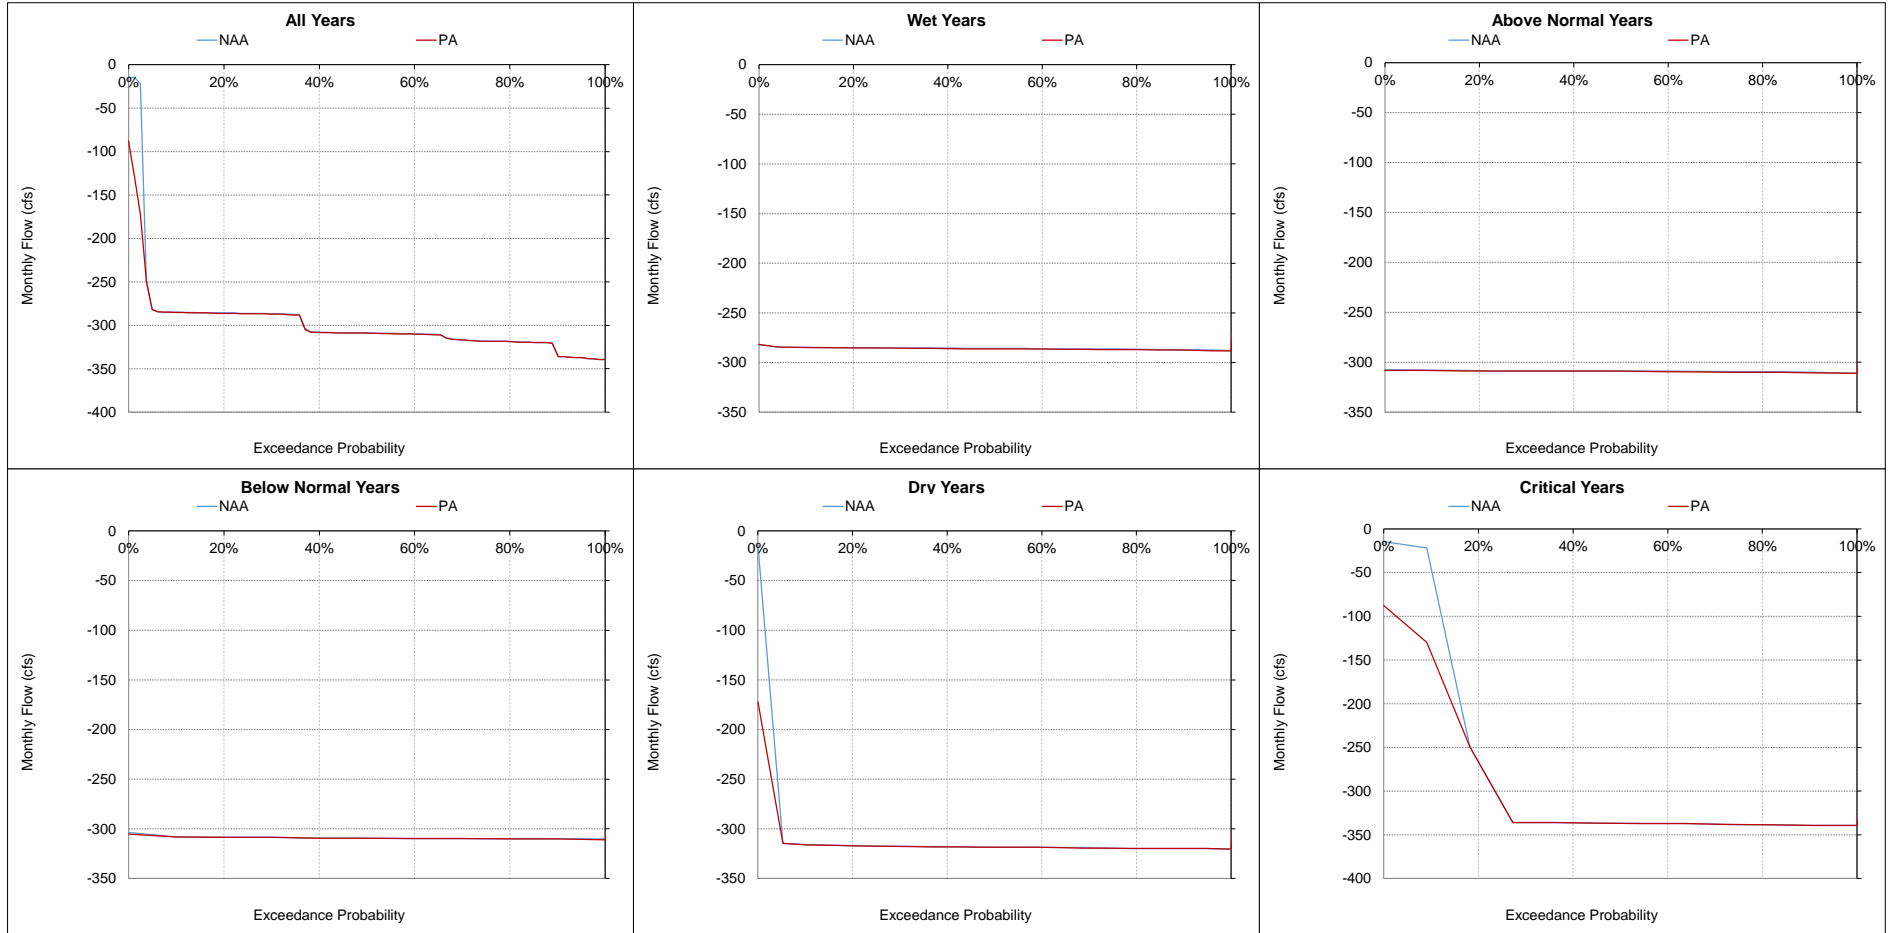 All Years
NAA PA
0
0% 20% 40% 60% 80% 100%
-50
-100
-150
-200
-250
-300
-350
-400
Monthly Flow (cfs)
Exceedance Probability
Wet Years
NAA PA
0
0% 20% 40% 60% 80% 100%
-50
-100
-150
-200
-250
-300
-350
Monthly Flow (cfs)
Exceedance Probability
Above Normal Years
NAA PA
0
0% 20% 40% 60% 80% 100%
-50
-100
-150
-200
-250
-300
-350
Monthly Flow (cfs)
Exceedance Probability
Below Normal Years
NAA PA
0
0% 20% 40% 60% 80% 100%
-50
-100
-150
-200
-250
-300
-350
Monthly Flow (cfs)
Exceedance Probability
Dry Years
NAA PA
0
0% 20% 40% 60% 80% 100%
-50
-100
-150
-200
-250
-300
-350
Monthly Flow (cfs)
Exceedance Probability
Critical Years
NAA PA
0
0% 20% 40% 60% 80% 100%
-50
-100
-150
-200
-250
-300
-350
-400
Monthly Flow (cfs)
Exceedance Probability